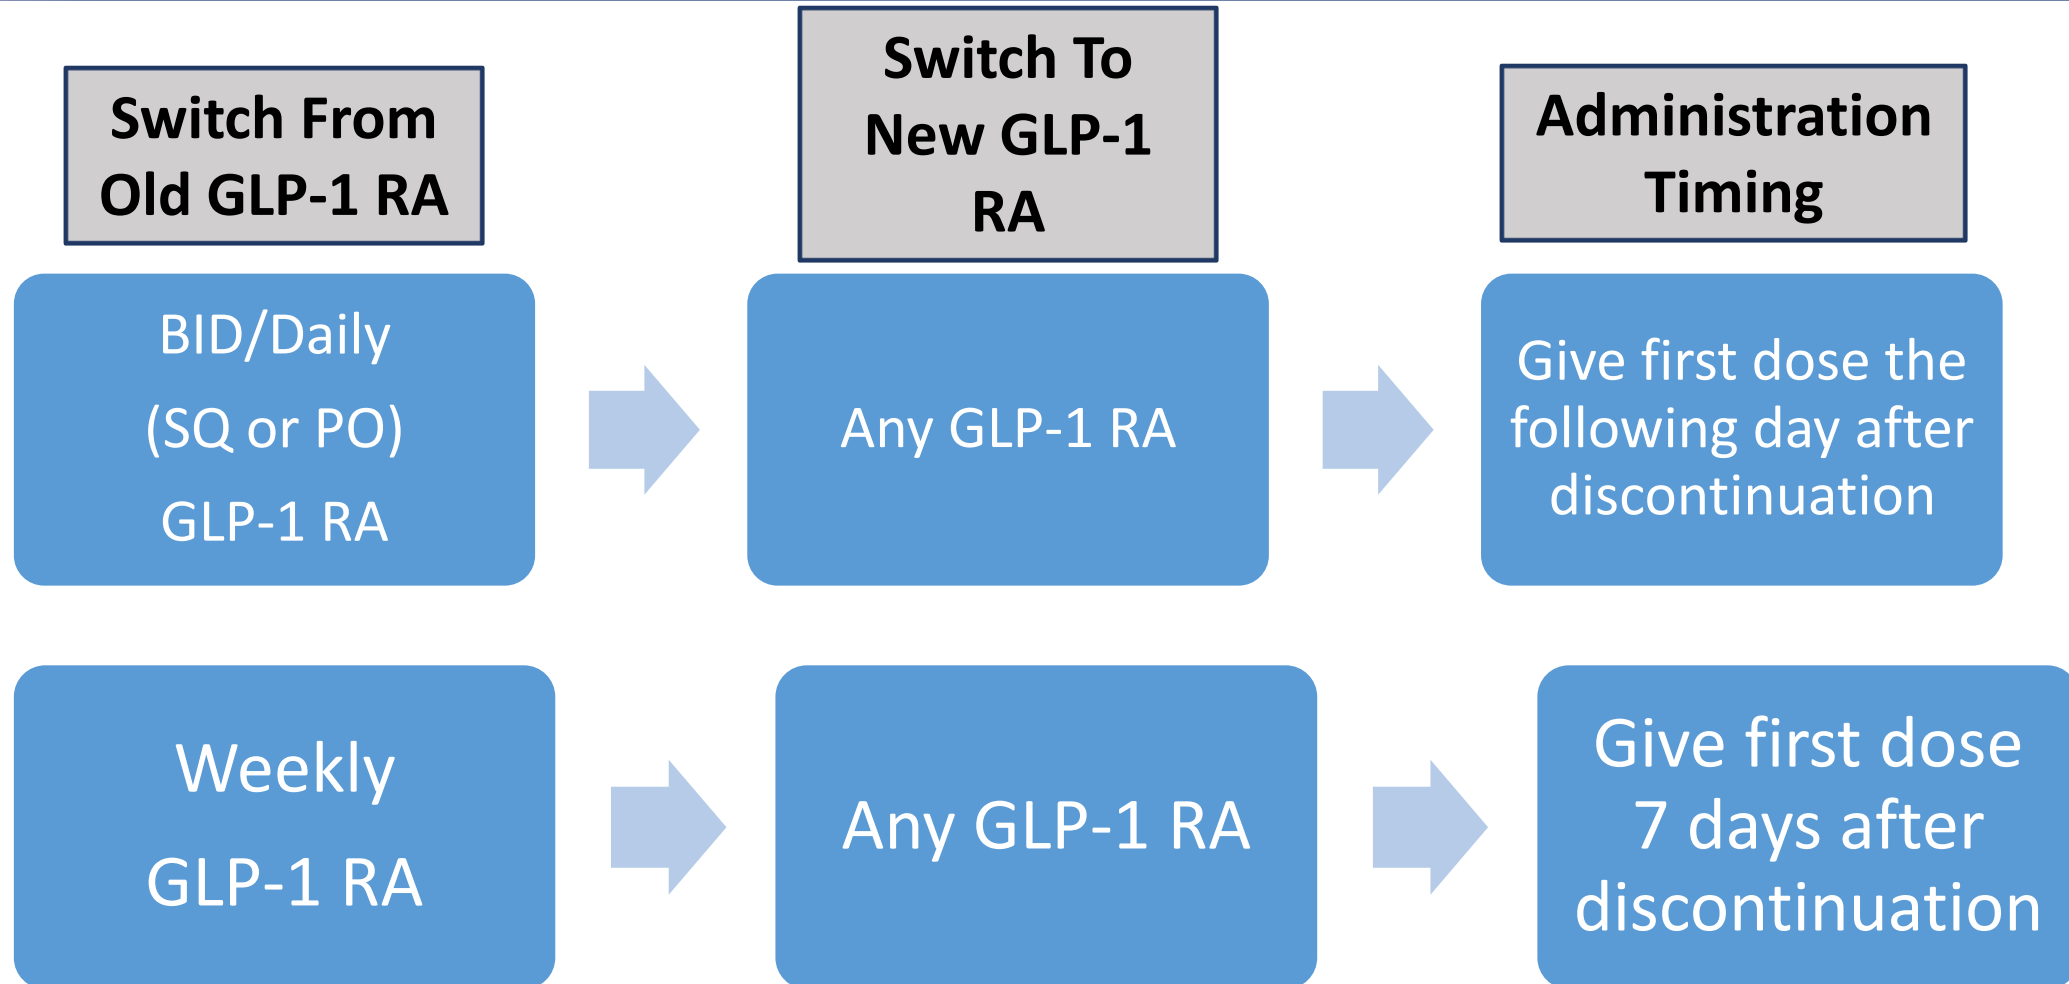 Switch From
Old GLP-1 RA
Switch To
New GLP-1
RA
Administration
Timing
BID/Daily
(SQ or PO)
GLP-1 RA
Any GLP-1 RA
Give first dose the
following day after
discontinuation
Weekly
GLP-1 RA
Any GLP-1 RA
Give first dose
7 days after
discontinuation